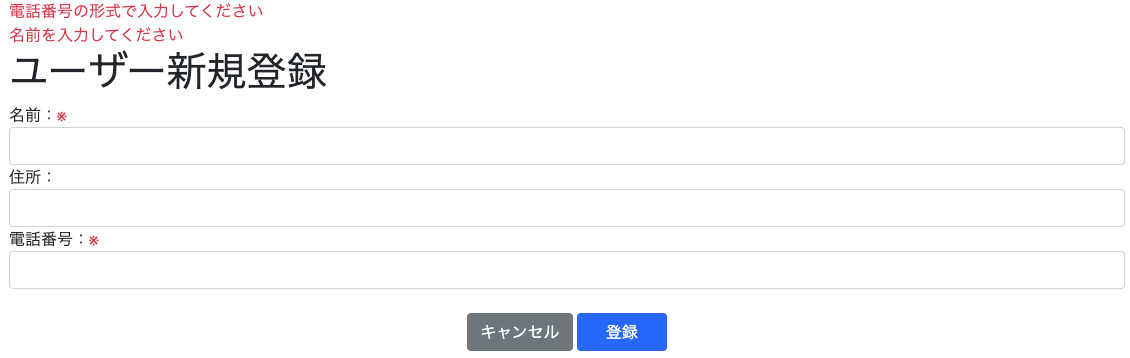 電話番号の形式で入力してください
名前を入力してください
ユーザー新規登録
名前：※
住所：
電話番号：※
キャンセル 登録